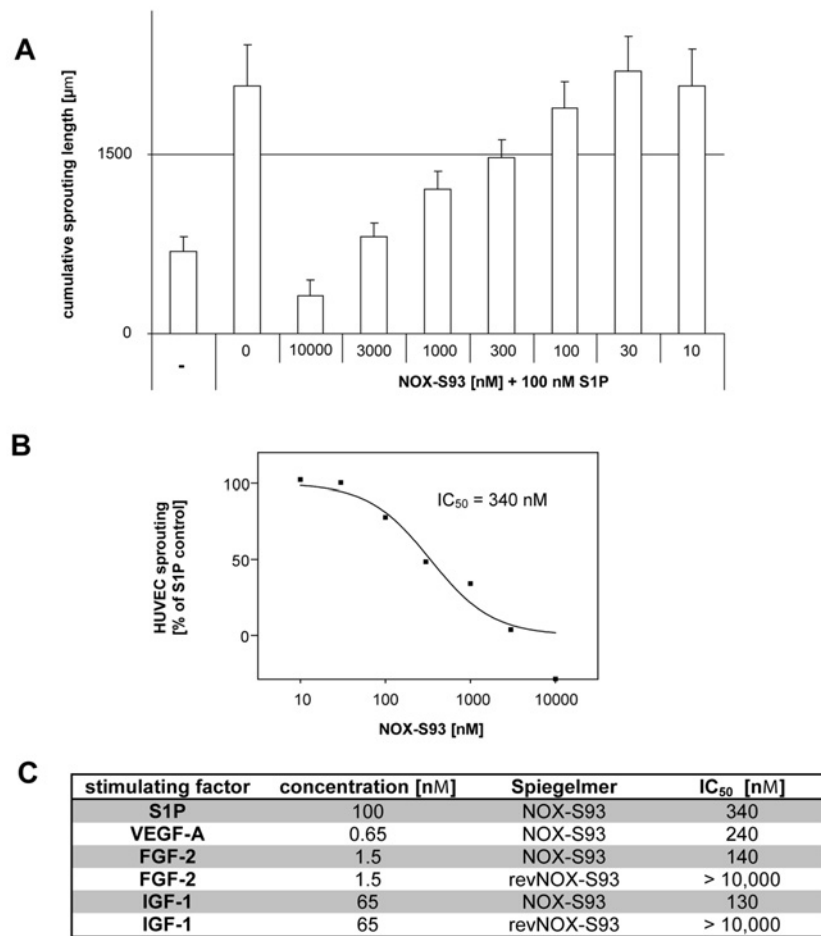 A
cumulative sprouting length [µm]
1500
0
-
0 10000 3000 1000 300 100 30 10
NOX-S93 [nM] + 100 nM S1P
B
HUVEC sprouting
[% of S1P control]
100
50
0
IC₅₀ = 340 nM
10 100 1000 10000
NOX-S93 [nM]
C
stimulating factor concentration [nM] Spiegelmer IC₅₀ [nM]
S1P 100 NOX-S93 340
VEGF-A 0.65 NOX-S93 240
FGF-2 1.5 NOX-S93 140
FGF-2 1.5 revNOX-S93 > 10,000
IGF-1 65 NOX-S93 130
IGF-1 65 revNOX-S93 > 10,000